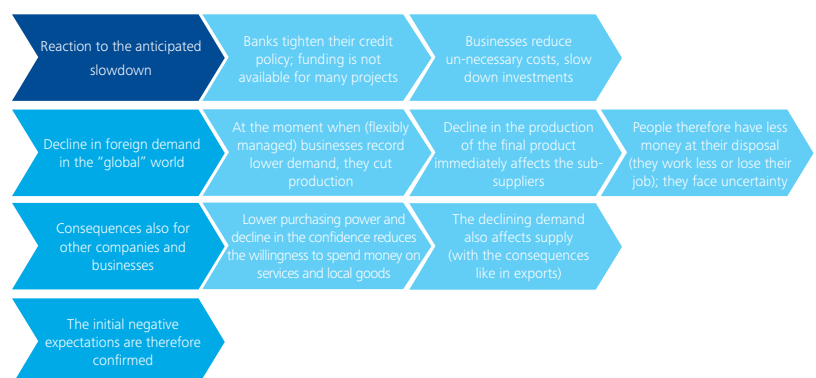 Reaction to the anticipated
slowdown
Banks tighten their credit
policy; funding is not
available for many projects
Businesses reduce
un-necessary costs, slow
down investments
Decline in foreign demand
in the "global" world
At the moment when (flexibly
managed) businesses record
lower demand, they cut
production
Decline in the production
of the final product
immediately affects the sub-
suppliers
People therefore have less
money at their disposal
(they work less or lose their
job); they face uncertainty
Consequences also for
other companies and
businesses
Lower purchasing power and
decline in the confidence reduces
the willingness to spend money on
services and local goods
The declining demand
also affects supply
(with the consequences
like in exports)
The initial negative
expectations are therefore
confirmed